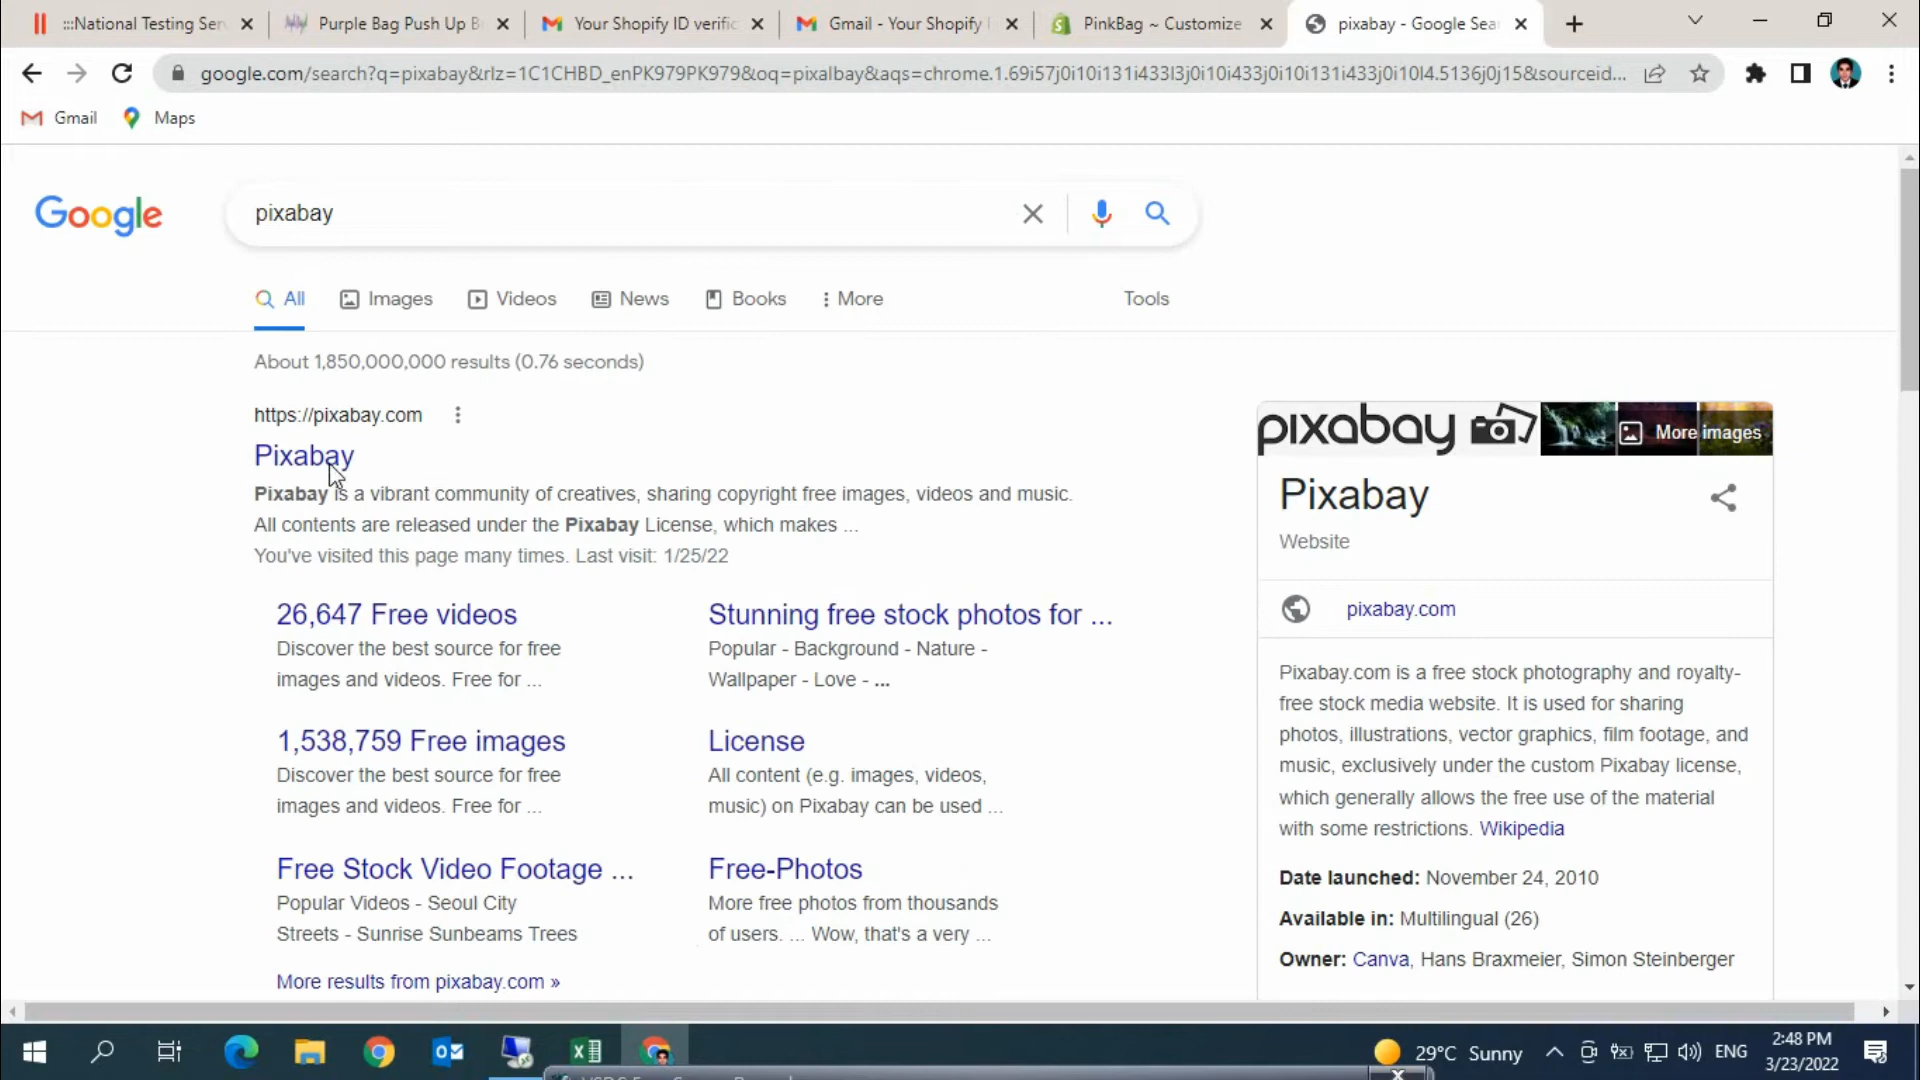 :::National Testing Ser
Purple Bag Push Up B
Your Shopify ID verific
Gmail - Your Shopify
PinkBag ~ Customize
pixabay - Google Sea
google.com/search?q=pixabay&rlz=1C1CHBD_enPK979PK979&oq=pixalbay&aqs=chrome.1.69i57j0i10i131i433l3j0i10i433j0i10i131i433j0i10l4.5136j0j15&sourceid...
Gmail
Maps
Google
pixabay
All
Images
Videos
News
Books
More
Tools
About 1,850,000,000 results (0.76 seconds)
https://pixabay.com
Pixabay
Pixabay is a vibrant community of creatives, sharing copyright free images, videos and music.
All contents are released under the Pixabay License, which makes ...
You've visited this page many times. Last visit: 1/25/22
26,647 Free videos
Discover the best source for free
images and videos. Free for ...
Stunning free stock photos for ...
Popular - Background - Nature -
Wallpaper - Love - ...
1,538,759 Free images
Discover the best source for free
images and videos. Free for ...
License
All content (e.g. images, videos,
music) on Pixabay can be used ...
Free Stock Video Footage ...
Popular Videos - Seoul City
Streets - Sunrise Sunbeams Trees
Free-Photos
More free photos from thousands
of users. ... Wow, that's a very ...
More results from pixabay.com »
pixabay
More images
Pixabay
Website
pixabay.com
Pixabay.com is a free stock photography and royalty-
free stock media website. It is used for sharing
photos, illustrations, vector graphics, film footage, and
music, exclusively under the custom Pixabay license,
which generally allows the free use of the material
with some restrictions. Wikipedia
Date launched: November 24, 2010
Available in: Multilingual (26)
Owner: Canva, Hans Braxmeier, Simon Steinberger
29°C Sunny
ENG
2:48 PM
3/23/2022